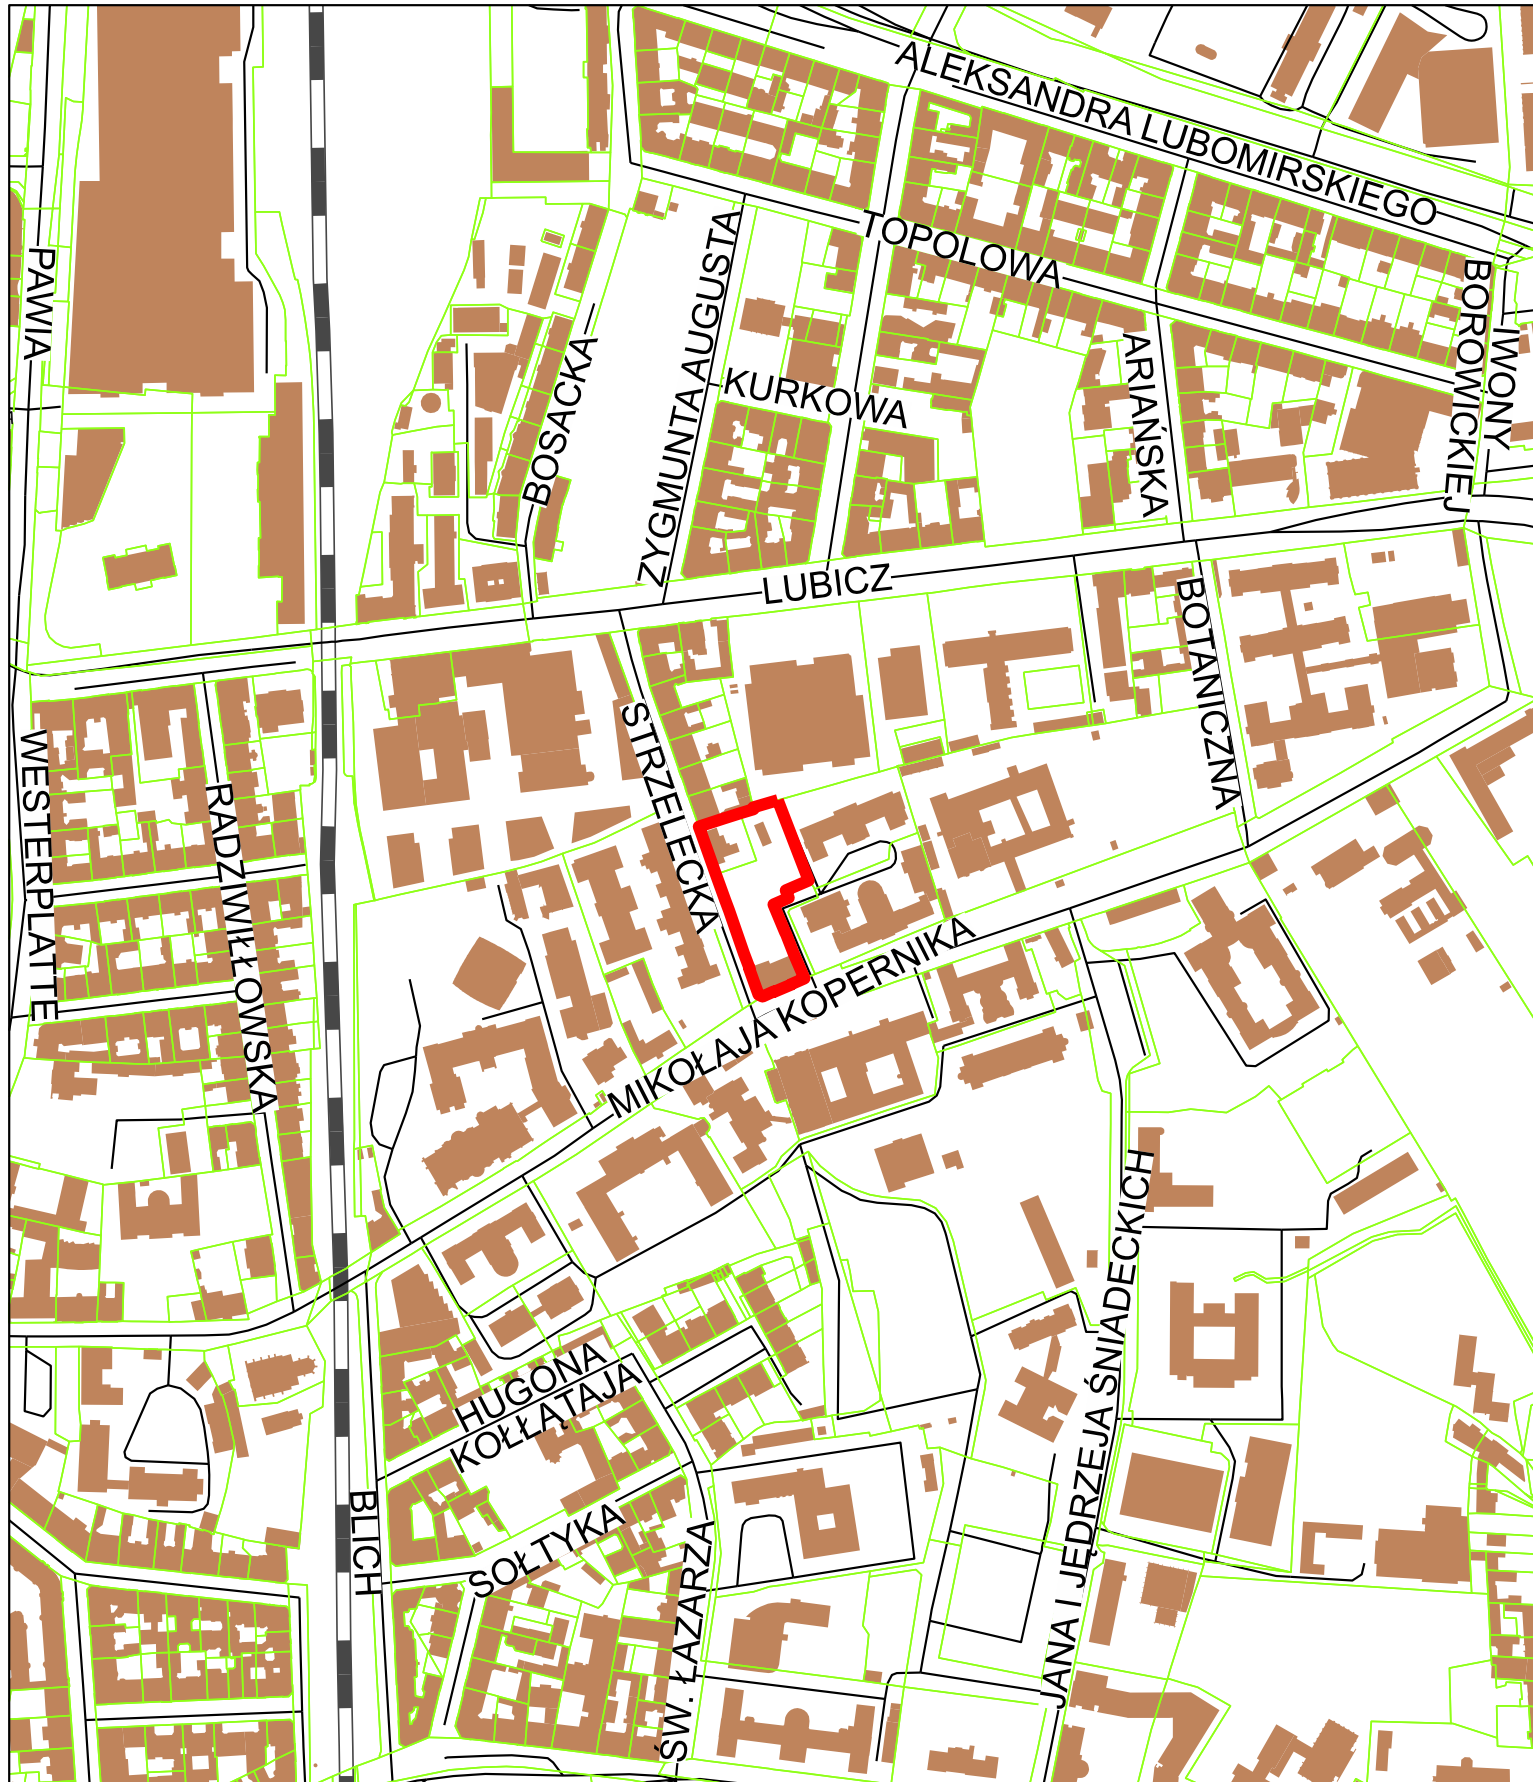 ALEKSANDRA LUBOMIRSKIEGO
TOPOLOWA
PAWIA
ZYGMUNTA AUGUSTA
BOSACKA
KURKOWA
ARIAŃSKA
IWONY
BOROWICKIEJ
LUBICZ
BOTANICZNA
STRZELECKA
WESTERPLATTE
RADZIWIŁŁOWSKA
MIKOŁAJA KOPERNIKA
JANA I JĘDRZEJA ŚNIADECKICH
HUGONA
KOŁŁĄTAJA
BLICH
SOŁTYKA
ŚW. ŁAZARZA